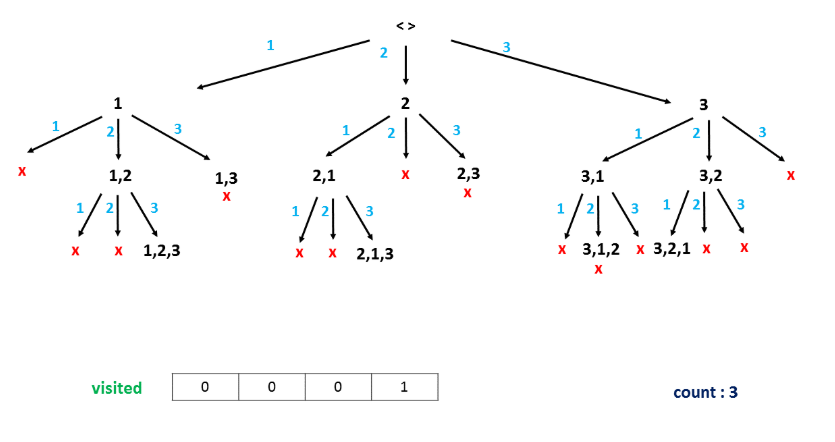 < >
1 2 3
1 2 3
1 2 3 1 2 3 1 2 3
x 1,2 1,3 2,1 x 2,3 3,1 3,2 x
x x
1 2 3 1 2 3 1 2 3 1 2 3
x x 1,2,3 x x 2,1,3 x 3,1,2 x 3,2,1 x x
x
visited 0 0 0 1 count : 3